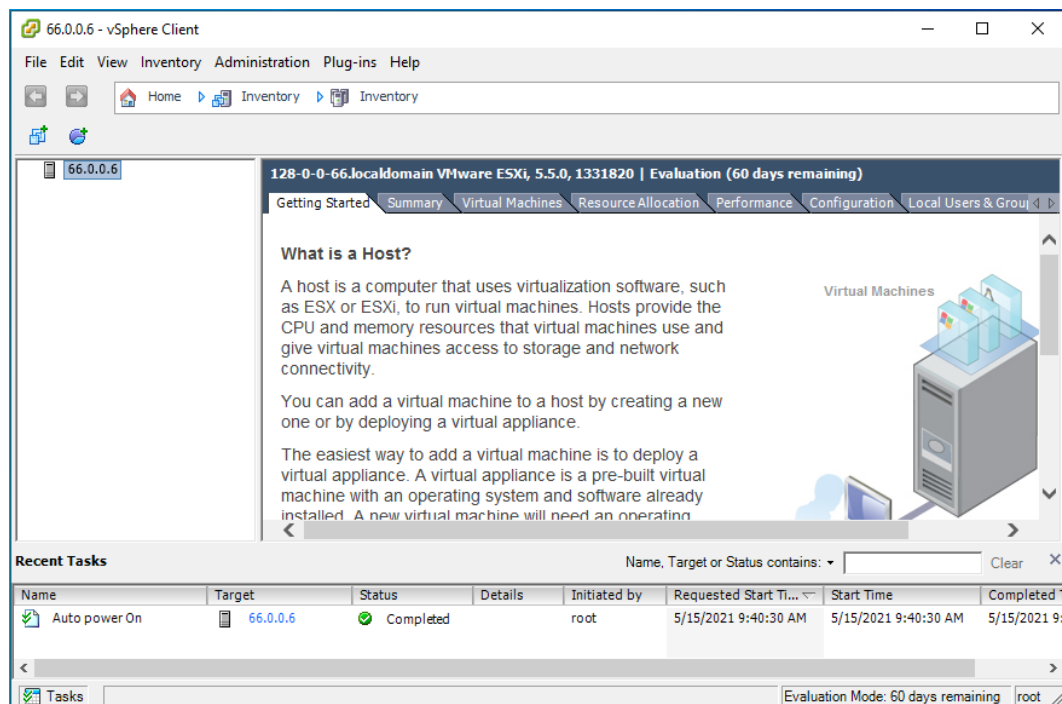 66.0.0.6 - vSphere Client
File Edit View Inventory Administration Plug-ins Help
Home Inventory Inventory
66.0.0.6
128-0-0-66.localdomain VMware ESXi, 5.5.0, 1331820 | Evaluation (60 days remaining)
Getting Started Summary Virtual Machines Resource Allocation Performance Configuration Local Users & Grou
What is a Host?
A host is a computer that uses virtualization software, such
as ESX or ESXi, to run virtual machines. Hosts provide the
CPU and memory resources that virtual machines use and
give virtual machines access to storage and network
connectivity.
Virtual Machines
You can add a virtual machine to a host by creating a new
one or by deploying a virtual appliance.
The easiest way to add a virtual machine is to deploy a
virtual appliance. A virtual appliance is a pre-built virtual
machine with an operating system and software already
installed. A new virtual machine will need an operating
Recent Tasks
Name, Target or Status contains: Clear
Name Target Status Details Initiated by Requested Start Ti... Start Time Completed T
Auto power On 66.0.0.6 Completed root 5/15/2021 9:40:30 AM 5/15/2021 9:40:30 AM 5/15/2021 9:
Tasks Evaluation Mode: 60 days remaining root